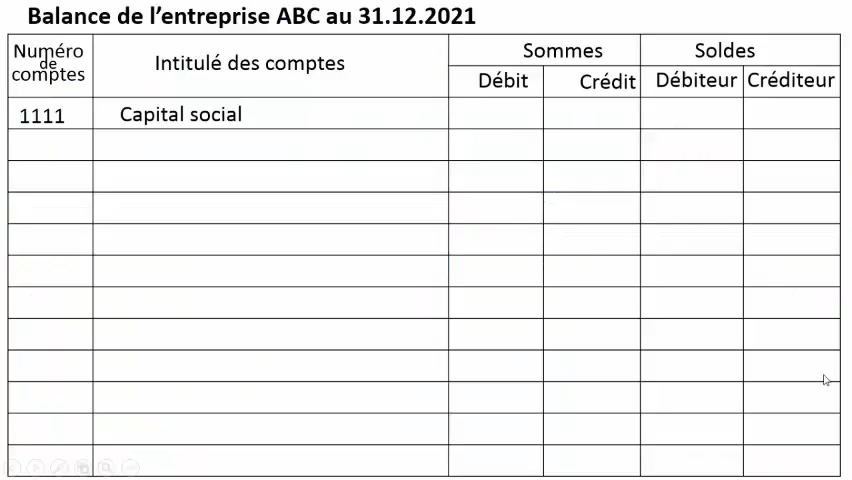 Balance de l’entreprise ABC au 31.12.2021
Numéro de comptes
Intitulé des comptes
Sommes
Soldes
Débit
Crédit
Débiteur
Créditeur
1111
Capital social